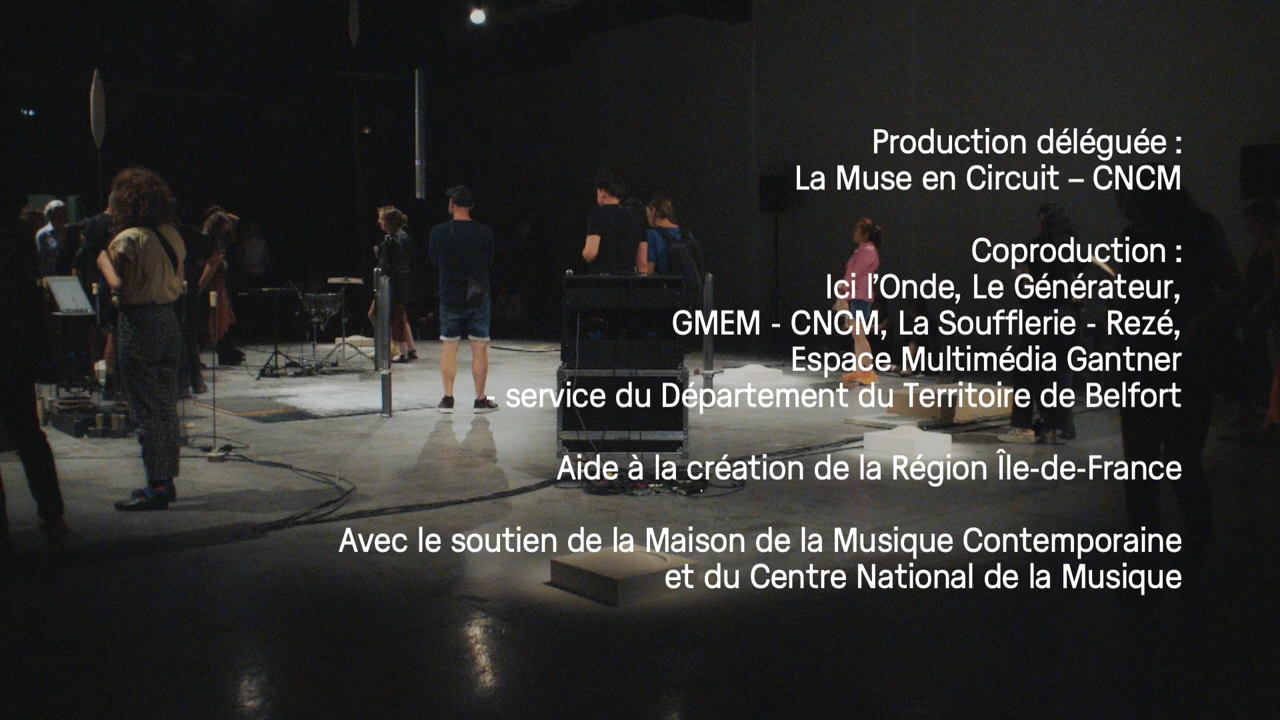 Production déléguée :
La Muse en Circuit – CNCM
Coproduction :
Ici l'Onde, Le Générateur,
GMEM - CNCM, La Soufflerie - Rezé,
Espace Multimédia Gantner
- service du Département du Territoire de Belfort
Aide à la création de la Région Île-de-France
Avec le soutien de la Maison de la Musique Contemporaine
et du Centre National de la Musique